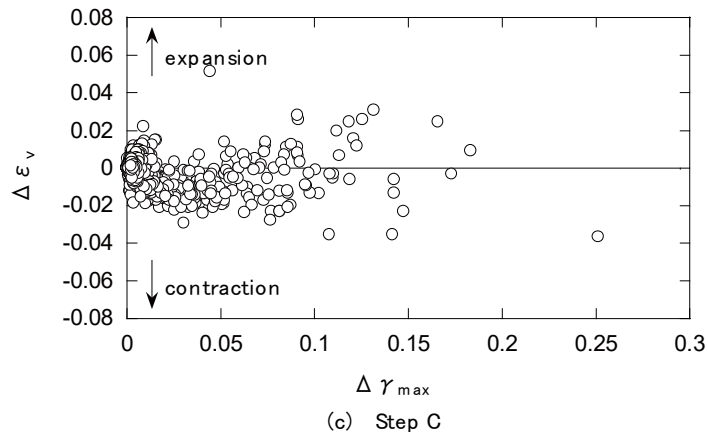 0.08
expansion
0.06
0.04
0.02
0
-0.02
-0.04
-0.06
contraction
-0.08
Δ ε v
0 0.05 0.1 0.15 0.2 0.25 0.3
Δ γ max
(c) Step C